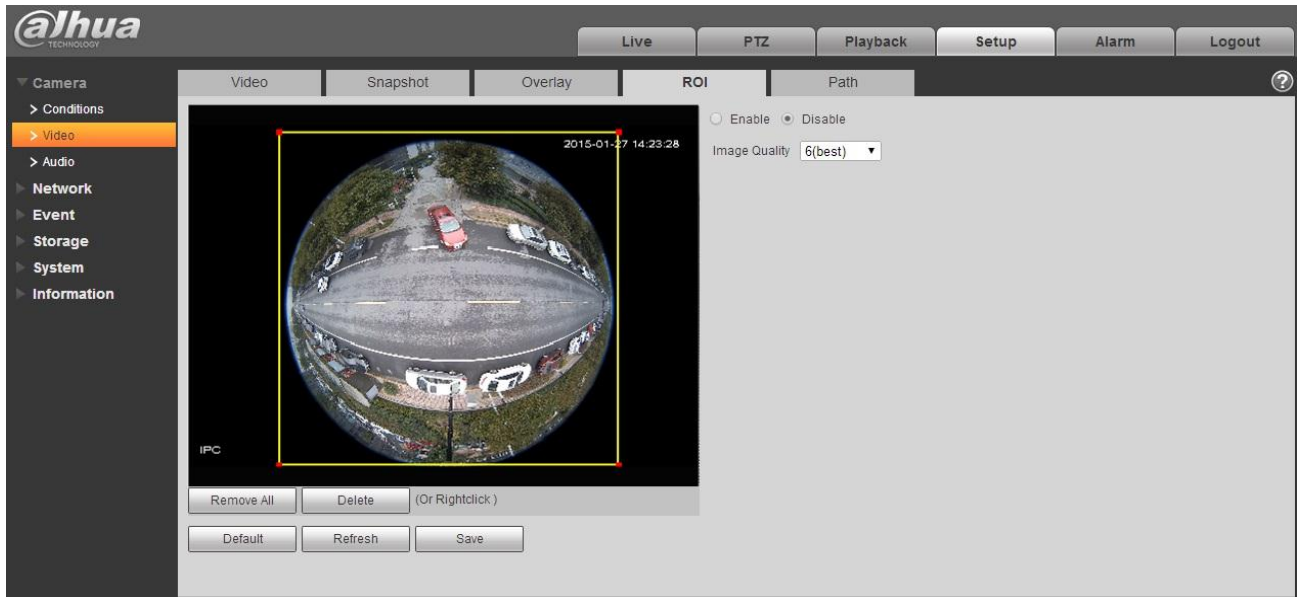 alhua
TECHNOLOGY
Live PTZ Playback Setup Alarm Logout
Camera
Video Snapshot Overlay ROI Path ?
> Conditions
> Video
> Audio
Network
Event
Storage
System
Information
2015-01-27 14:23:28
IPC
Enable Disable
Image Quality 6(best)
Remove All Delete (Or Rightclick )
Default Refresh Save